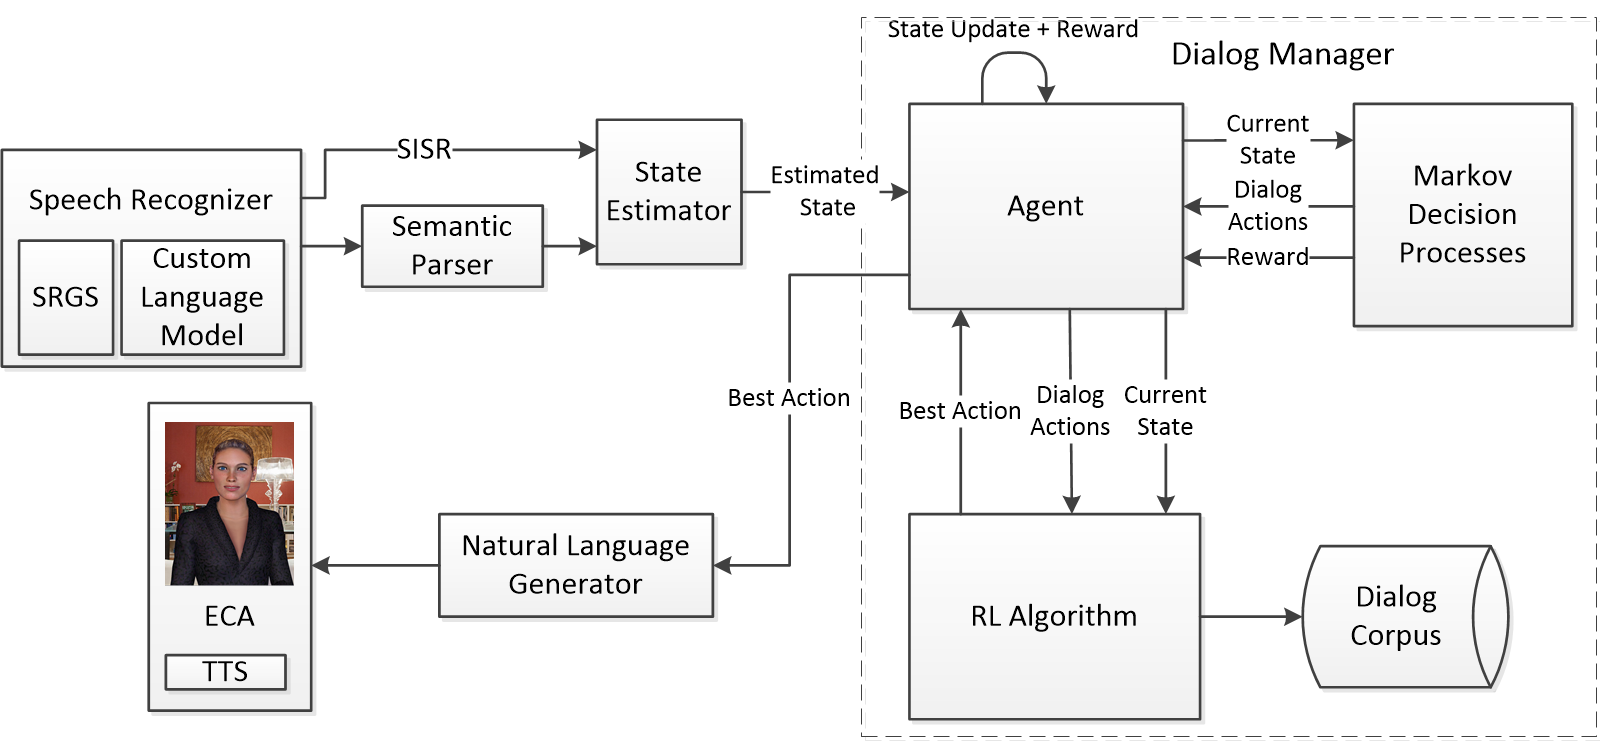 State Update + Reward
Dialog Manager
SISR
Speech Recognizer
SRGS
Custom
Language
Model
Semantic
Parser
State
Estimator
Estimated
State
Agent
Current
State
Dialog
Actions
Reward
Markov
Decision
Processes
Best Action
Best Action
Dialog
Actions
Current
State
ECA
TTS
Natural Language
Generator
RL Algorithm
Dialog
Corpus